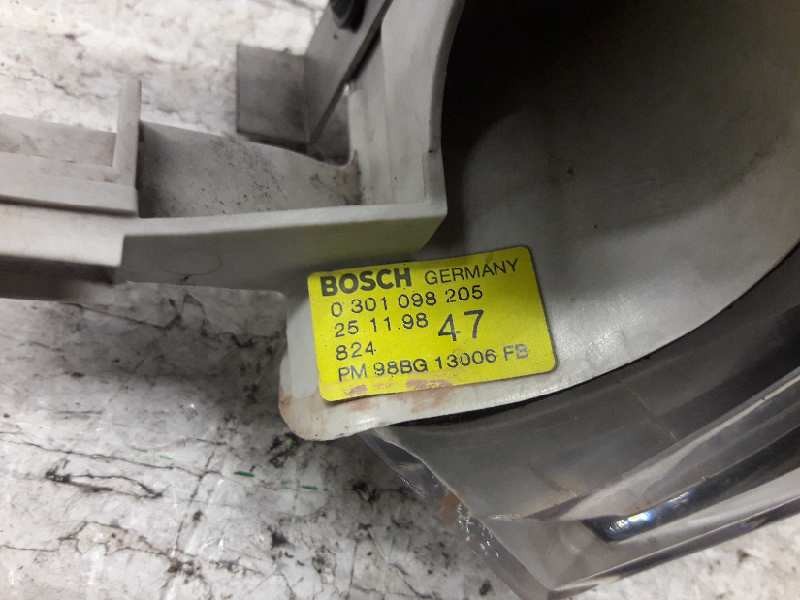 BOSCH GERMANY
0 301 098 205
25.11.98 47
824
PM 98BG 13006 FB